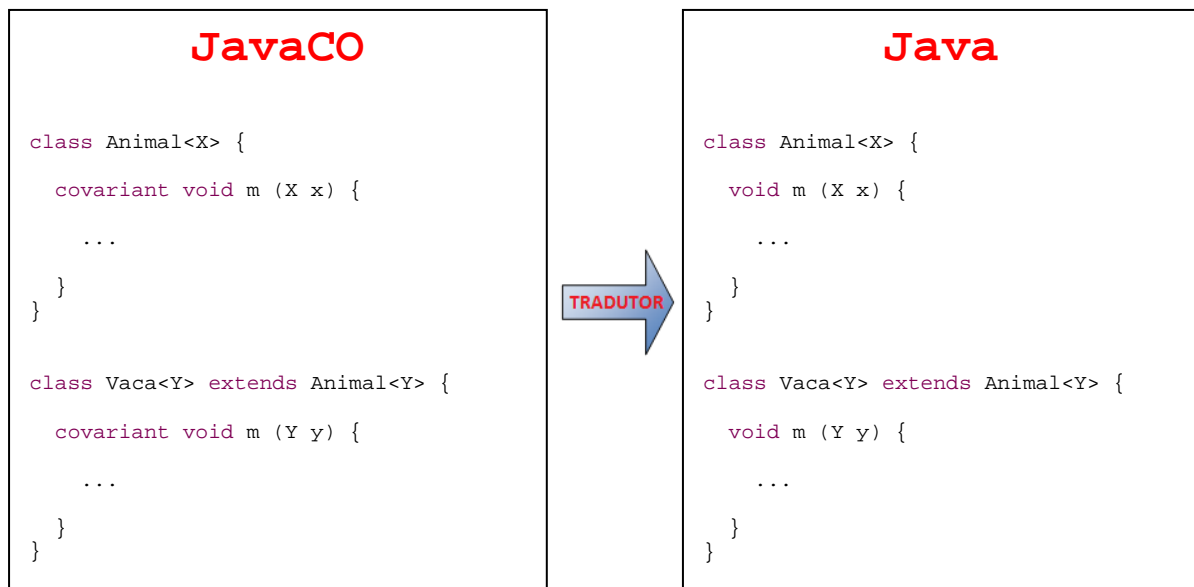 JavaCO
class Animal<X> {
covariant void m (X x) {
...
}
}
class Vaca<Y> extends Animal<Y> {
covariant void m (Y y) {
...
}
}
TRADUTOR
Java
class Animal<X> {
void m (X x) {
...
}
}
class Vaca<Y> extends Animal<Y> {
void m (Y y) {
...
}
}